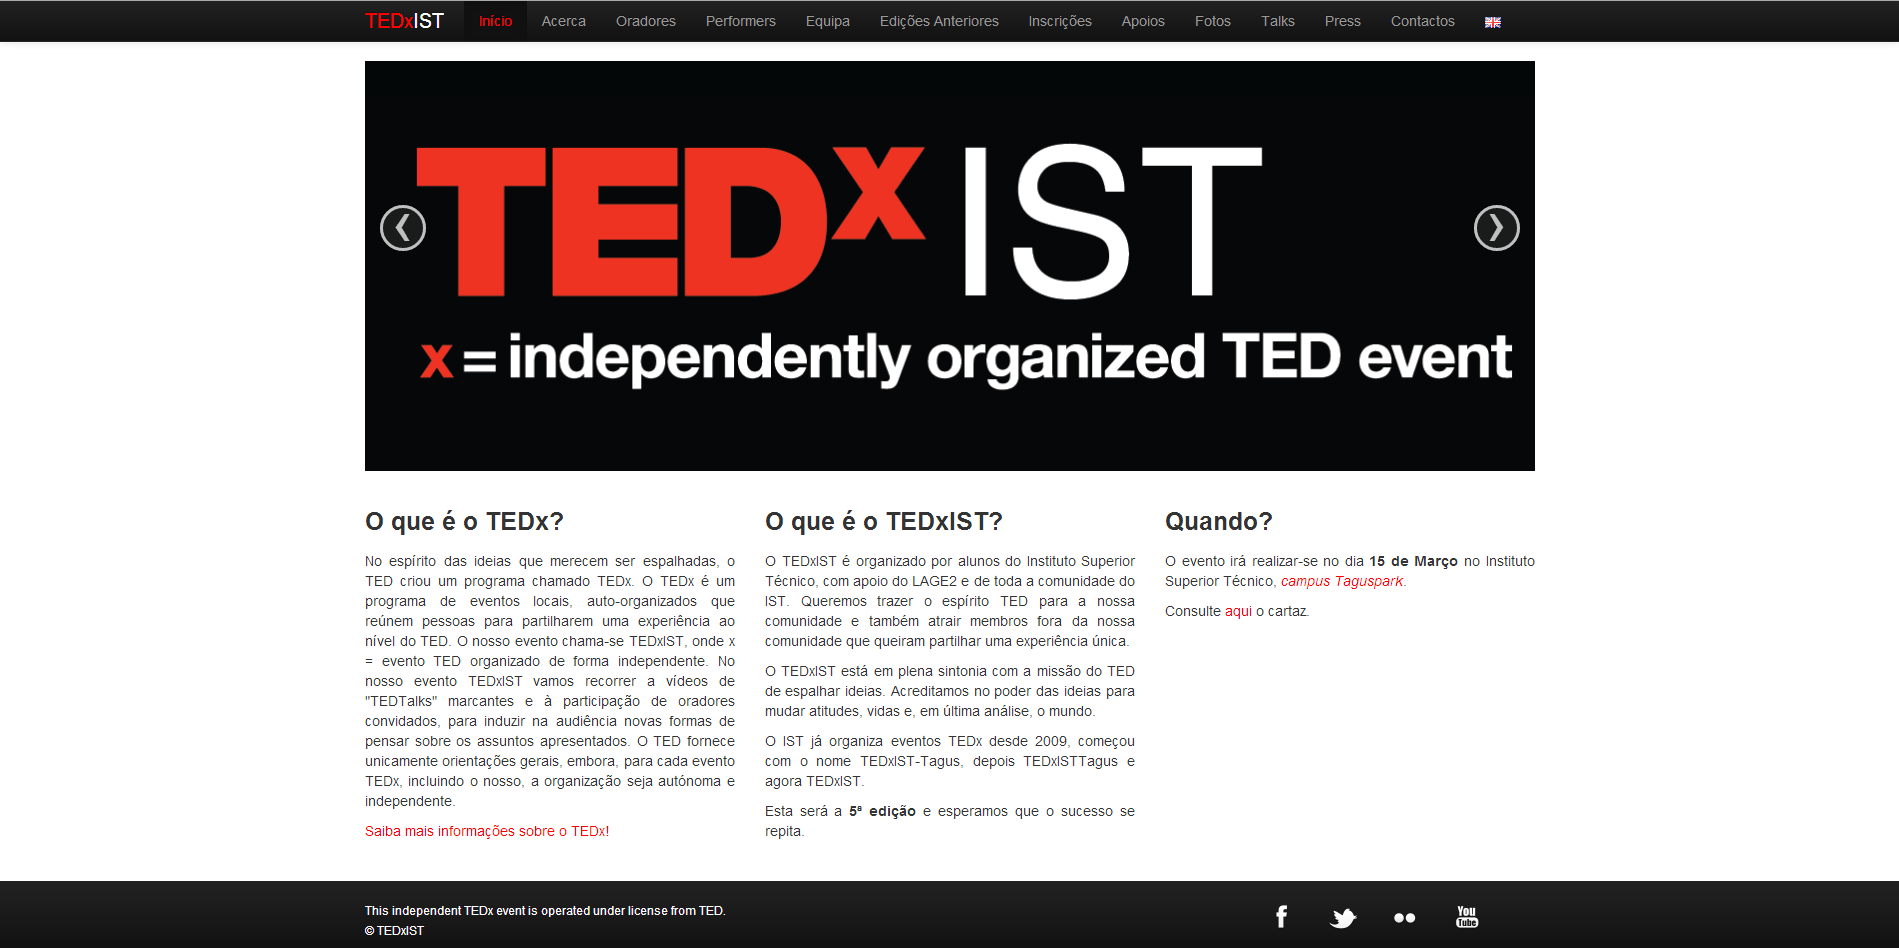 TEDxIST Início Acerca Oradores Performers Equipa Edições Anteriores Inscrições Apoios Fotos Talks Press Contactos
TEDx IST
x = independently organized TED event
O que é o TEDx?
No espírito das ideias que merecem ser espalhadas, o
TED criou um programa chamado TEDx. O TEDx é um
programa de eventos locais, auto-organizados que
reúnem pessoas para partilharem uma experiência ao
nível do TED. O nosso evento chama-se TEDxIST, onde x
= evento TED organizado de forma independente. No
nosso evento TEDxIST vamos recorrer a vídeos de
"TEDTalks" marcantes e à participação de oradores
convidados, para induzir na audiência novas formas de
pensar sobre os assuntos apresentados. O TED fornece
unicamente orientações gerais, embora, para cada evento
TEDx, incluindo o nosso, a organização seja autónoma e
independente.
Saiba mais informações sobre o TEDx!
O que é o TEDxIST?
O TEDxIST é organizado por alunos do Instituto Superior
Técnico, com apoio do LAGE2 e de toda a comunidade do
IST. Queremos trazer o espírito TED para a nossa
comunidade e também atrair membros fora da nossa
comunidade que queiram partilhar uma experiência única.
O TEDxIST está em plena sintonia com a missão do TED
de espalhar ideias. Acreditamos no poder das ideias para
mudar atitudes, vidas e, em última análise, o mundo.
O IST já organiza eventos TEDx desde 2009, começou
com o nome TEDxIST-Tagus, depois TEDxISTTagus e
agora TEDxIST.
Esta será a 5ª edição e esperamos que o sucesso se
repita.
Quando?
O evento irá realizar-se no dia 15 de Março no Instituto
Superior Técnico, campus Taguspark.
Consulte aqui o cartaz.
This independent TEDx event is operated under license from TED.
© TEDxIST
You
Tube